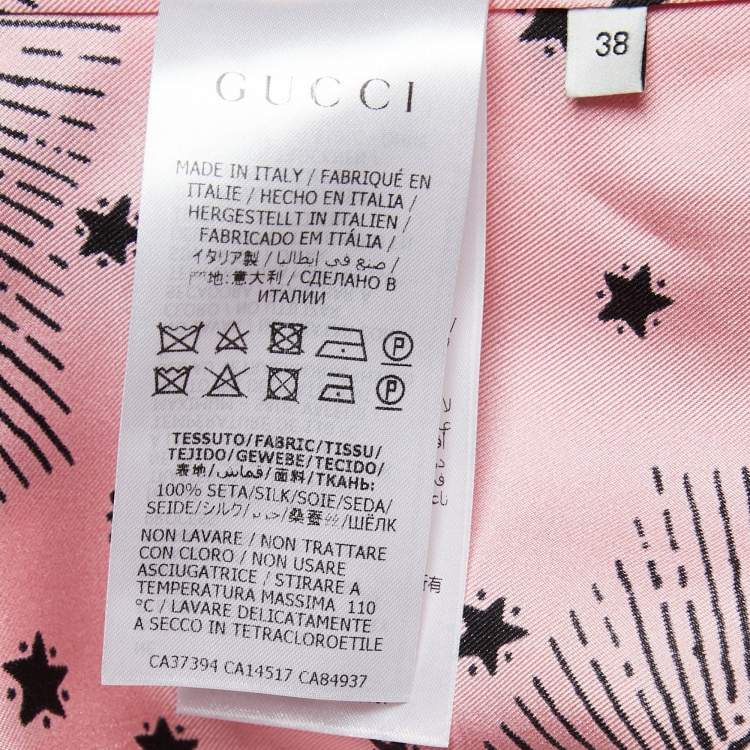 GUCCI
38
MADE IN ITALY / FABRIQUÉ EN
ITALIE / HECHO EN ITALIA /
HERGESTELLT IN ITALIEN /
FABRICADO EM ITÁLIA /
イタリア製 / صنع في إيطاليا /
地:意大利 / СДЕЛАНО В
ИТАЛИИ
P
P
TESSUTO/FABRIC/TISSU/
TEJIDO/GEWEBE/TECIDO/
表地/قماش/面料/ТКАНЬ:
100% SETA/SILK/SOIE/SEDA/
SEIDE/シルク/حرير/桑蚕丝/ШЁЛК
NON LAVARE / NON TRATTARE
CON CLORO / NON USARE
ASCIUGATRICE / STIRARE A
TEMPERATURA MASSIMA 110
°C / LAVARE DELICATAMENTE
A SECCO IN TETRACLOROETILE
CA37394 CA14517 CA84937
所有